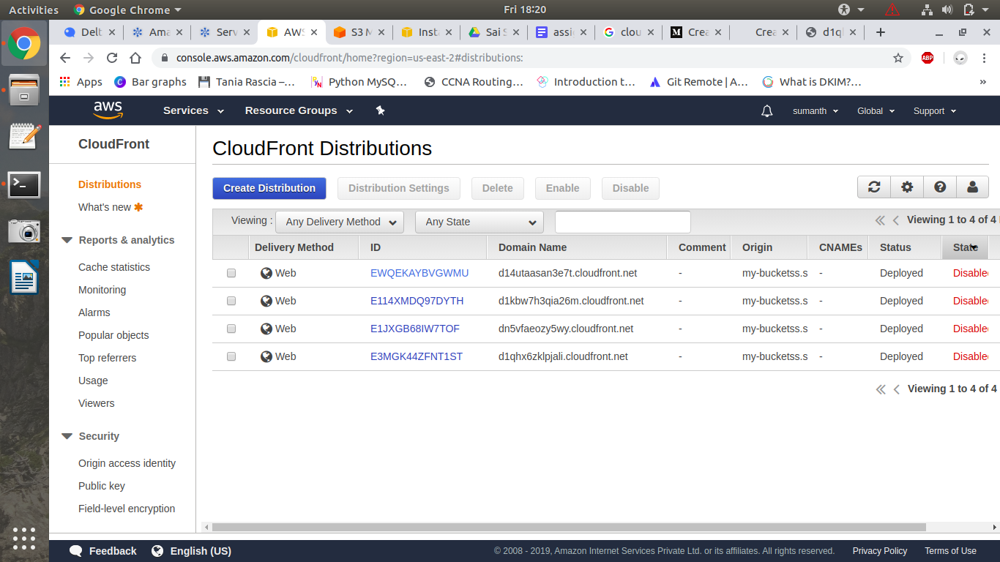 Activities Google Chrome Fri 18:20
Delt Ama Serv AWS S3 M Inst Sai S assi clou Crea Crea d1ql
console.aws.amazon.com/cloudfront/home?region=us-east-2#distributions:
ABP
Apps Bar graphs Tania Rascia –… Python MySQ… CCNA Routing… Introduction t… Git Remote | A… What is DKIM?… »
aws Services Resource Groups sumanth Global Support
CloudFront
Distributions
What's new
Reports & analytics
Cache statistics
Monitoring
Alarms
Popular objects
Top referrers
Usage
Viewers
Security
Origin access identity
Public key
Field-level encryption
CloudFront Distributions
Create Distribution Distribution Settings Delete Enable Disable
Viewing : Any Delivery Method Any State Viewing 1 to 4 of 4
Delivery Method ID Domain Name Comment Origin CNAMEs Status State
Web EWQEKAYBVGWMU d14utaasan3e7t.cloudfront.net - my-bucketss.s - Deployed Disabled
Web E114XMDQ97DYTH d1kbw7h3qia26m.cloudfront.net - my-bucketss.s - Deployed Disabled
Web E1JXGB68IW7TOF dn5vfaeozy5wy.cloudfront.net - my-bucketss.s - Deployed Disabled
Web E3MGK44ZFNT1ST d1qhx6zklpjali.cloudfront.net - my-bucketss.s - Deployed Disabled
Viewing 1 to 4 of 4
Feedback English (US) © 2008 - 2019, Amazon Internet Services Private Ltd. or its affiliates. All rights reserved. Privacy Policy Terms of Use